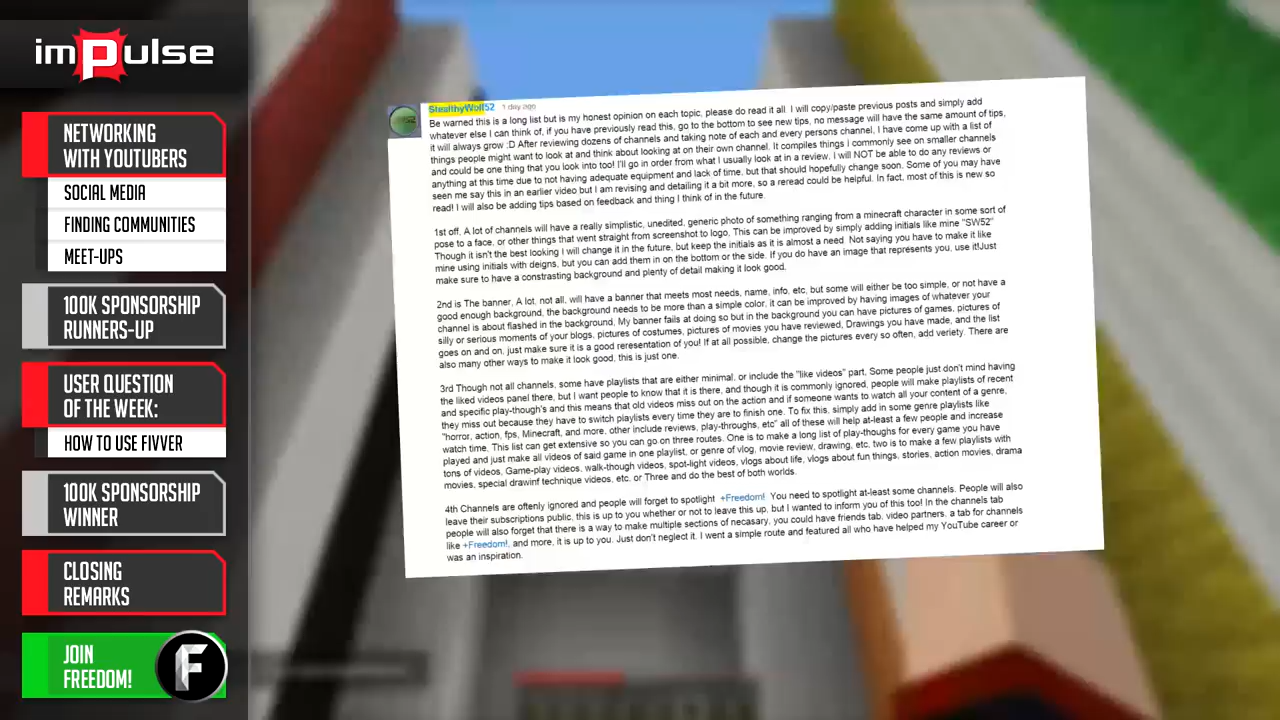 imPulse
NETWORKING
WITH YOUTUBERS
SOCIAL MEDIA
FINDING COMMUNITIES
MEET-UPS
100K SPONSORSHIP
RUNNERS-UP
USER QUESTION
OF THE WEEK:
HOW TO USE FIVVER
100K SPONSORSHIP
WINNER
CLOSING
REMARKS
JOIN
FREEDOM!
F
StealthyWolf52 1 day ago
Be warned this is a long list but is my honest opinion on each topic, please do read it all. I will copy/paste previous posts and simply add
whatever else I can think of, if you have previously read this, go to the bottom to see new tips, no message will have the same amount of tips,
it will always grow ;D After reviewing dozens of channels and taking note of each and every persons channel, I have come up with a list of
things people might want to look at and think about looking at on their own channel. It compiles things I commonly see on smaller channels
and could be one thing that you look into too! I'll go in order from what I usually look at in a review, I will NOT be able to do any reviews or
anything at this time due to not having adequate equipment and lack of time, but that should hopefully change soon. Some of you may have
seen me say this in an earlier video but I am revising and detailing it a bit more, so a reread could be helpful. In fact, most of this is new so
read! I will also be adding tips based on feedback and thing I think of in the future.
1st off, A lot of channels will have a really simplistic, unedited, generic photo of something ranging from a minecraft character in some sort of
pose to a face, or other things that went straight from screenshot to logo, This can be improved by simply adding initials like mine "SW52"
Though it isn't the best looking I will change it in the future, but keep the initials as it is almost a need. Not saying you have to make it like
mine using initials with deigns, but you can add them in on the bottom or the side. If you do have an image that represents you, use it!Just
make sure to have a constrasting background and plenty of detail making it look good.
2nd is The banner, A lot, not all, will have a banner that meets most needs, name, info, etc, but some will either be too simple, or not have a
good enough background, the background needs to be more than a simple color, it can be improved by having images of whatever your
channel is about flashed in the background, My banner fails at doing so but in the background you can have pictures of games, pictures of
silly or serious moments of your blogs, pictures of costumes, pictures of movies you have reviewed, Drawings you have made, and the list
goes on and on, just make sure it is a good reresentation of you! If at all possible, change the pictures every so often, add veriety. There are
also many other ways to make it look good, this is just one.
3rd Though not all channels, some have playlists that are either minimal, or include the "like videos" part. Some people just don't mind having
the liked videos panel there, but I want people to know that it is there, and though it is commonly ignored, people will make playlists of recent
and specific play-though's and this means that old videos miss out on the action and if someone wants to watch all your content of a genre,
they miss out because they have to switch playlists every time they are to finish one. To fix this, simply add in some genre playlists like
"horror, action, fps, Minecraft, and more, other include reviews, play-throughs, etc" all of these will help at-least a few people and increase
watch time. This list can get extensive so you can go on three routes. One is to make a long list of play-thoughs for every game you have
played and just make all videos of said game in one playlist, or genre of vlog, movie review, drawing, etc, two is to make a few playlists with
tons of videos, Game-play videos, walk-though videos, spot-light videos, vlogs about life, vlogs about fun things, stories, action movies, drama
movies, special drawinf technique videos, etc. or Three and do the best of both worlds.
4th Channels are oftenly ignored and people will forget to spotlight +Freedom! You need to spotlight at-least some channels. People will also
leave their subscriptions public, this is up to you whether or not to leave this up, but I wanted to inform you of this too! In the channels tab
people will also forget that there is a way to make multiple sections of necasary, you could have friends tab, video partners, a tab for channels
like +Freedom!, and more, it is up to you. Just don't neglect it. I went a simple route and featured all who have helped my YouTube career or
was an inspiration.